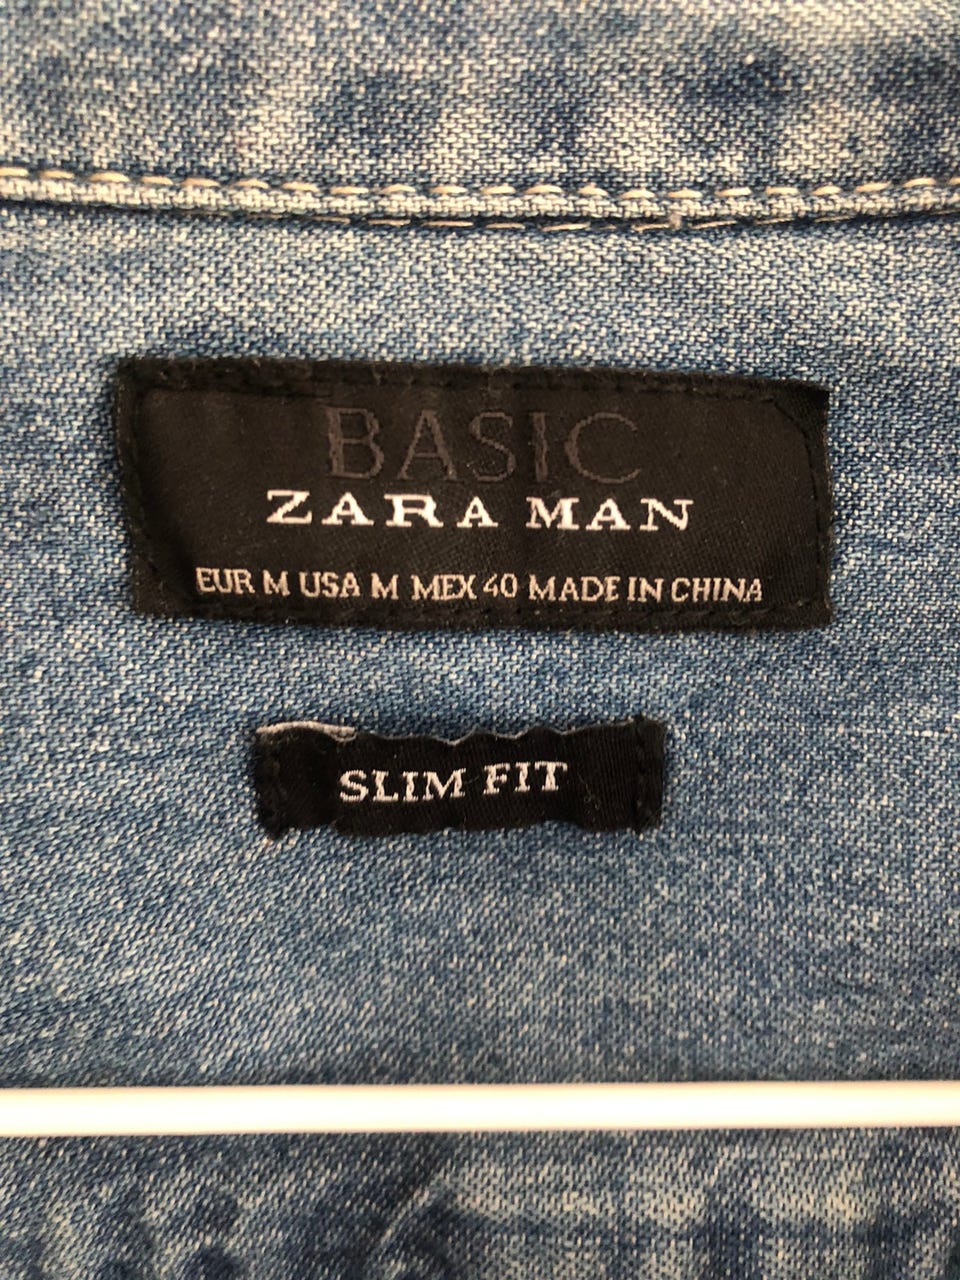 BASIC
ZARA MAN
EUR M USA M MEX 40 MADE IN CHINA
SLIM FIT